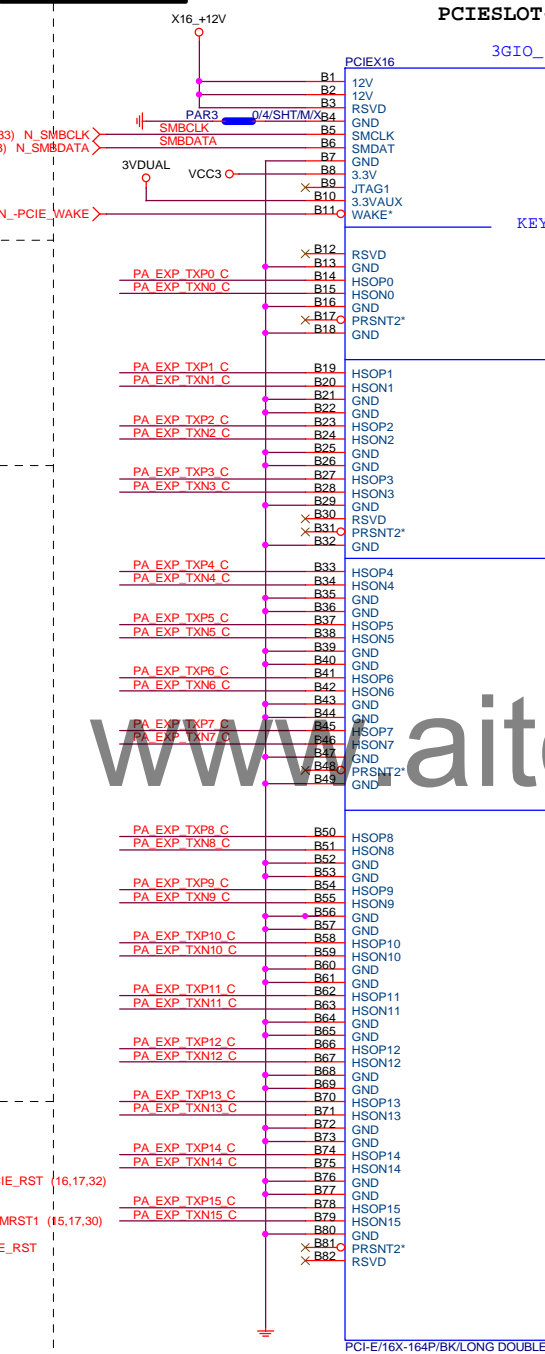 X16_+12V
PCIESLOT
3GIO_
PCIEX16
B1 12V
B2 12V
B3 RSVD
PAR3 0/4/SHT/M/X B4 GND
33) N_SMBCLK SMBCLK B5 SMCLK
3) N_SMBDATA SMBDATA B6 SMDAT
B7 GND
3VDUAL VCC3 B8 3.3V
B9 JTAG1
B10 3.3VAUX
N_-PCIE_WAKE B11 WAKE*
KEY
B12 RSVD
B13 GND
PA_EXP_TXP0_C B14 HSOP0
PA_EXP_TXN0_C B15 HSON0
B16 GND
B17 PRSNT2*
B18 GND
PA_EXP_TXP1_C B19 HSOP1
PA_EXP_TXN1_C B20 HSON1
B21 GND
B22 GND
PA_EXP_TXP2_C B23 HSOP2
PA_EXP_TXN2_C B24 HSON2
B25 GND
B26 GND
PA_EXP_TXP3_C B27 HSOP3
PA_EXP_TXN3_C B28 HSON3
B29 GND
B30 RSVD
B31 PRSNT2*
B32 GND
PA_EXP_TXP4_C B33 HSOP4
PA_EXP_TXN4_C B34 HSON4
B35 GND
B36 GND
PA_EXP_TXP5_C B37 HSOP5
PA_EXP_TXN5_C B38 HSON5
B39 GND
B40 GND
PA_EXP_TXP6_C B41 HSOP6
PA_EXP_TXN6_C B42 HSON6
B43 GND
B44 GND
PA_EXP_TXP7_C B45 HSOP7
PA_EXP_TXN7_C B46 HSON7
B47 GND
B48 PRSNT2*
B49 GND
www.aite
PA_EXP_TXP8_C B50 HSOP8
PA_EXP_TXN8_C B51 HSON8
B52 GND
B53 GND
PA_EXP_TXP9_C B54 HSOP9
PA_EXP_TXN9_C B55 HSON9
B56 GND
B57 GND
PA_EXP_TXP10_C B58 HSOP10
PA_EXP_TXN10_C B59 HSON10
B60 GND
B61 GND
PA_EXP_TXP11_C B62 HSOP11
PA_EXP_TXN11_C B63 HSON11
B64 GND
B65 GND
PA_EXP_TXP12_C B66 HSOP12
PA_EXP_TXN12_C B67 HSON12
B68 GND
B69 GND
PA_EXP_TXP13_C B70 HSOP13
PA_EXP_TXN13_C B71 HSON13
B72 GND
B73 GND
PA_EXP_TXP14_C B74 HSOP14
PA_EXP_TXN14_C B75 HSON14
CIE_RST (16,17,32) B76 GND
B77 GND
PA_EXP_TXP15_C B78 HSOP15
MRST1 (15,17,30) PA_EXP_TXN15_C B79 HSON15
B80 GND
E_RST B81 PRSNT2*
B82 RSVD
PCI-E/16X-164P/BK/LONG DOUBLE